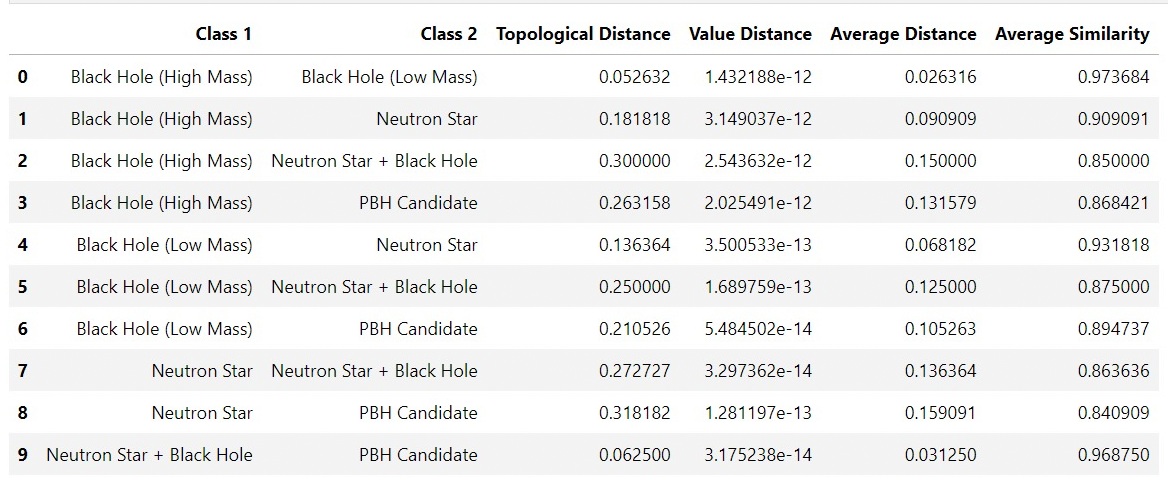 Class 1 Class 2 Topological Distance Value Distance Average Distance Average Similarity
0 Black Hole (High Mass) Black Hole (Low Mass) 0.052632 1.432188e-12 0.026316 0.973684
1 Black Hole (High Mass) Neutron Star 0.181818 3.149037e-12 0.090909 0.909091
2 Black Hole (High Mass) Neutron Star + Black Hole 0.300000 2.543632e-12 0.150000 0.850000
3 Black Hole (High Mass) PBH Candidate 0.263158 2.025491e-12 0.131579 0.868421
4 Black Hole (Low Mass) Neutron Star 0.136364 3.500533e-13 0.068182 0.931818
5 Black Hole (Low Mass) Neutron Star + Black Hole 0.250000 1.689759e-13 0.125000 0.875000
6 Black Hole (Low Mass) PBH Candidate 0.210526 5.484502e-14 0.105263 0.894737
7 Neutron Star Neutron Star + Black Hole 0.272727 3.297362e-14 0.136364 0.863636
8 Neutron Star PBH Candidate 0.318182 1.281197e-13 0.159091 0.840909
9 Neutron Star + Black Hole PBH Candidate 0.062500 3.175238e-14 0.031250 0.968750